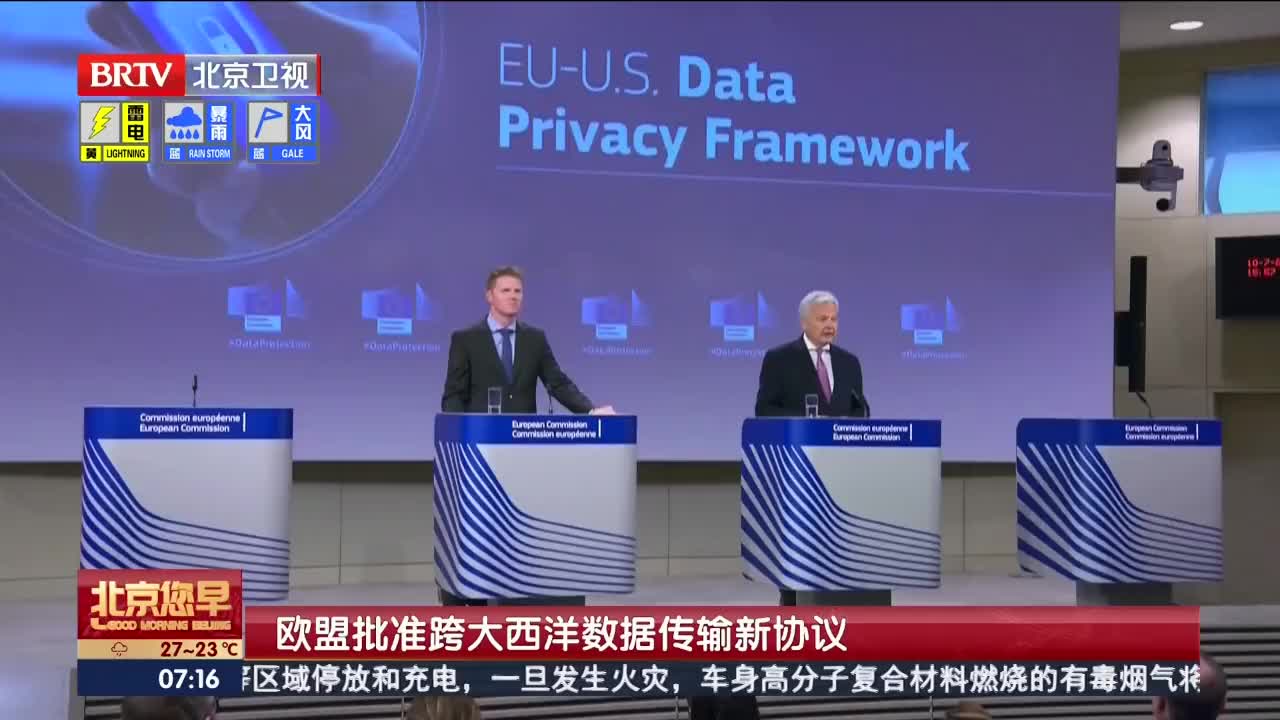 EU-U.S. Data
Privacy Framework
BRTV 北京卫视
雷电
黄 LIGHTNING
暴雨
蓝 RAIN STORM
大风
蓝 GALE
#DataProtection
#DataProtection
#DataProtection
#DataProtection
#DataProtection
Commission européenne
European Commission
European Commission
Commission européenne
Commission européenne
European Commission
European Commission
Commission européenne
北京您早
GOOD MORNING BEIJING
27~23℃
07:16
欧盟批准跨大西洋数据传输新协议
区域停放和充电，一旦发生火灾，车身高分子复合材料燃烧的有毒烟气将